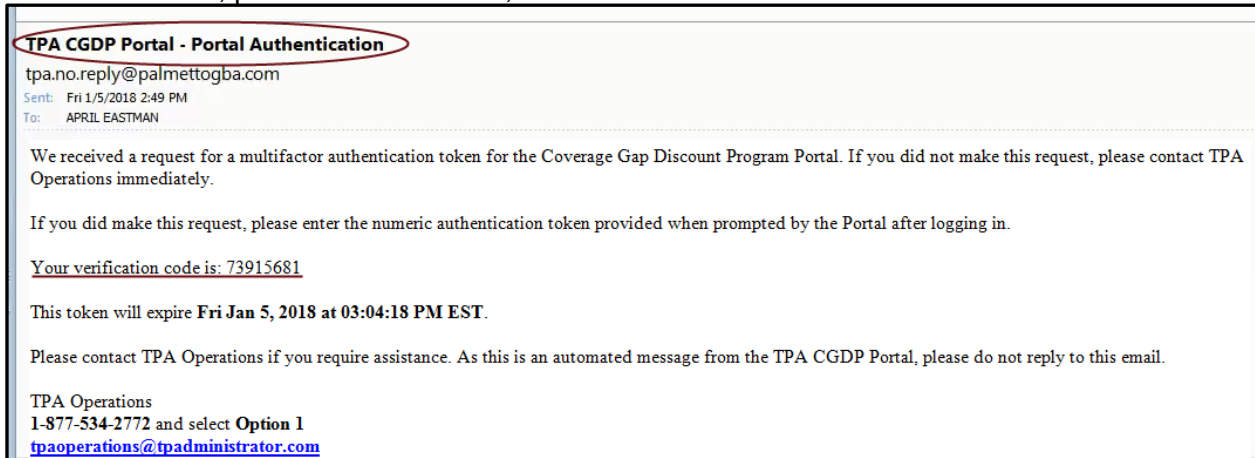 TPA CGDP Portal - Portal Authentication
tpa.no.reply@palmettogba.com
Sent: Fri 1/5/2018 2:49 PM
To: APRIL EASTMAN
We received a request for a multifactor authentication token for the Coverage Gap Discount Program Portal. If you did not make this request, please contact TPA
Operations immediately.
If you did make this request, please enter the numeric authentication token provided when prompted by the Portal after logging in.
Your verification code is: 73915681
This token will expire Fri Jan 5, 2018 at 03:04:18 PM EST.
Please contact TPA Operations if you require assistance. As this is an automated message from the TPA CGDP Portal, please do not reply to this email.
TPA Operations
1-877-534-2772 and select Option 1
tpaoperations@tpadministrator.com